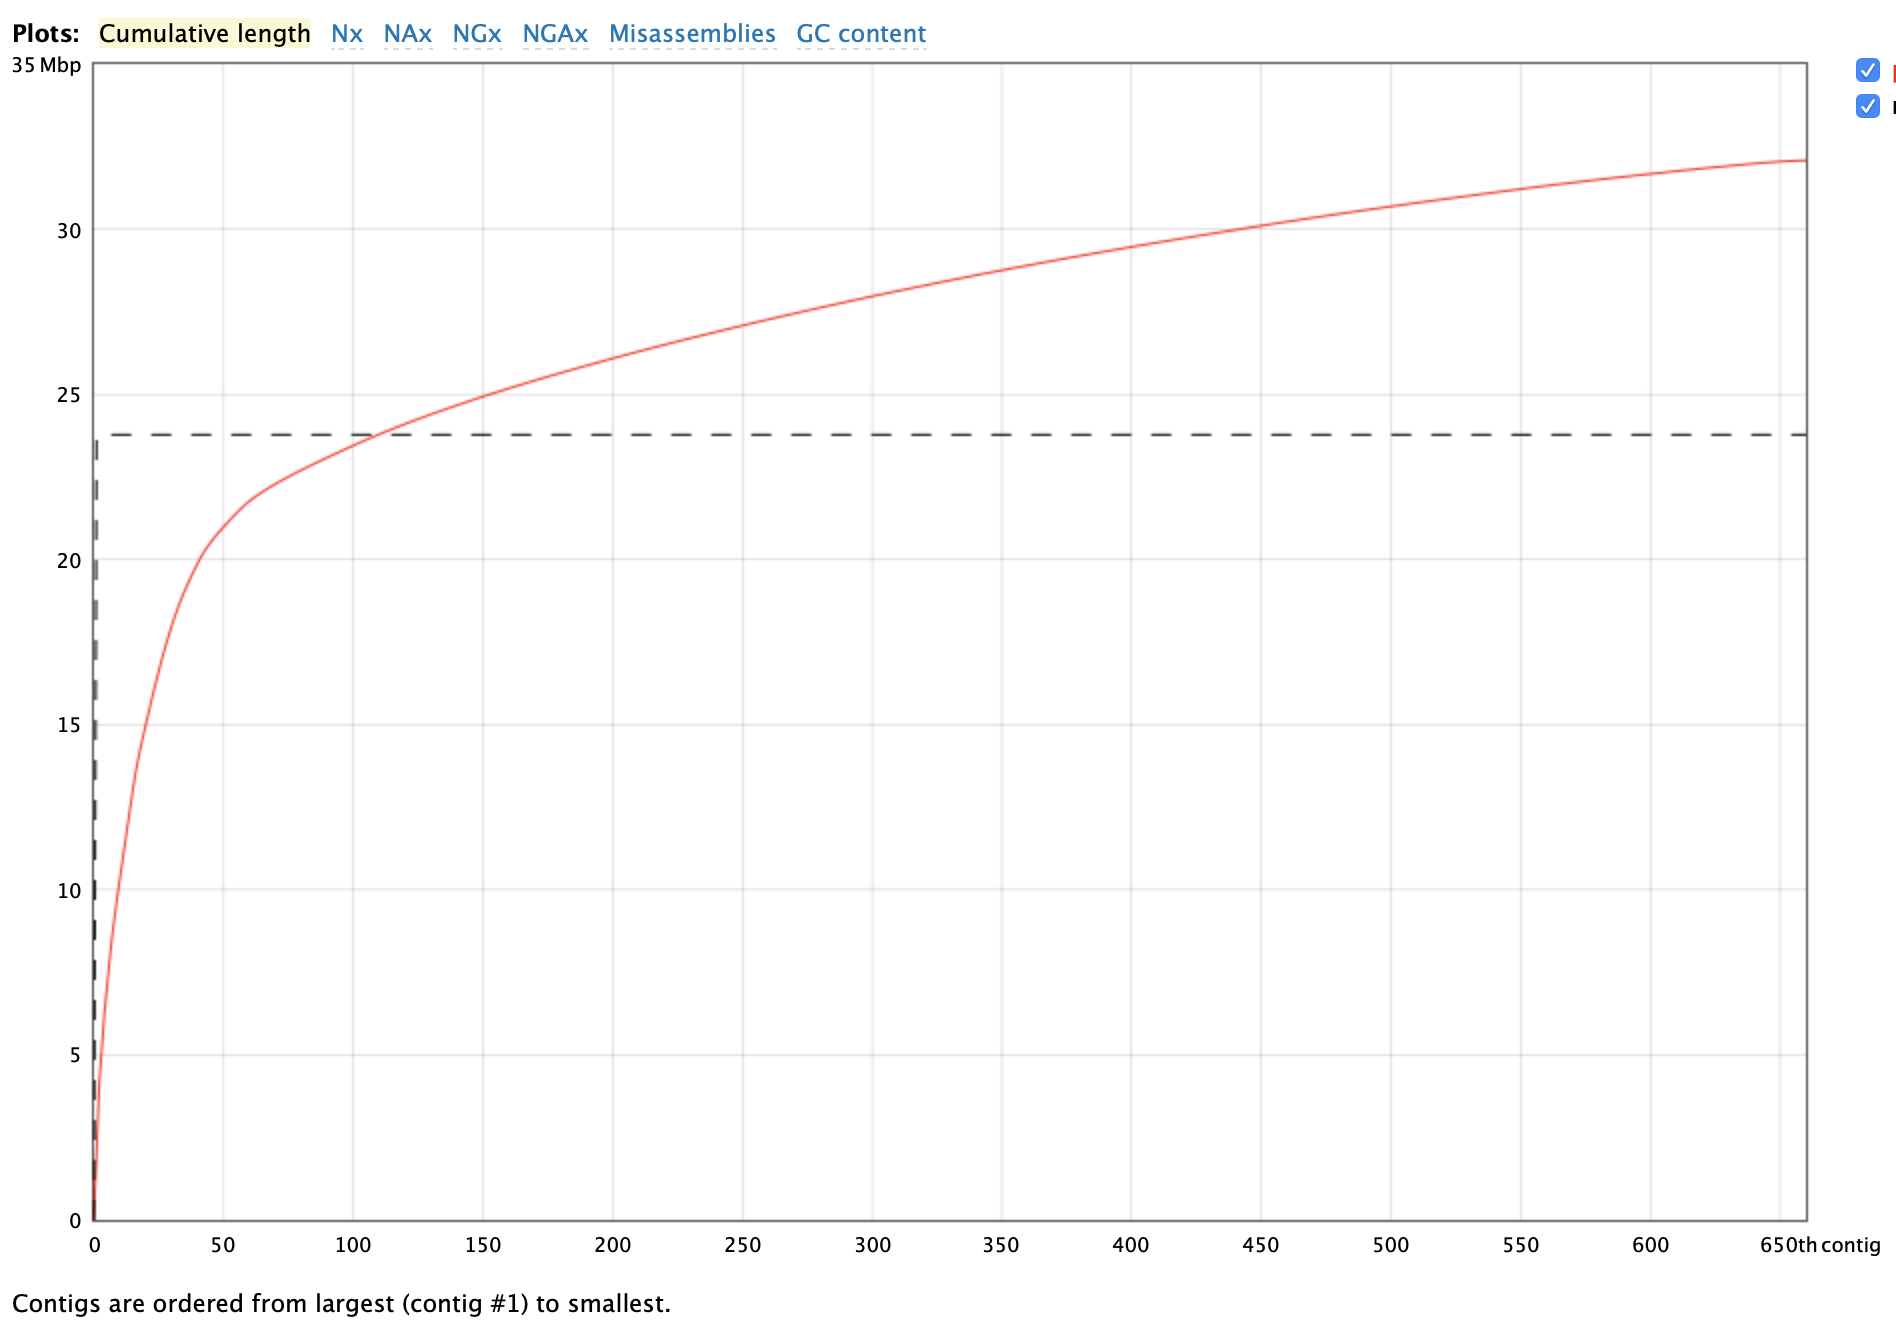 Plots: Cumulative length Nx NAx NGx NGAx Misassemblies GC content
35 Mbp
30
25
20
15
10
5
0
0 50 100 150 200 250 300 350 400 450 500 550 600 650th contig
Contigs are ordered from largest (contig #1) to smallest.